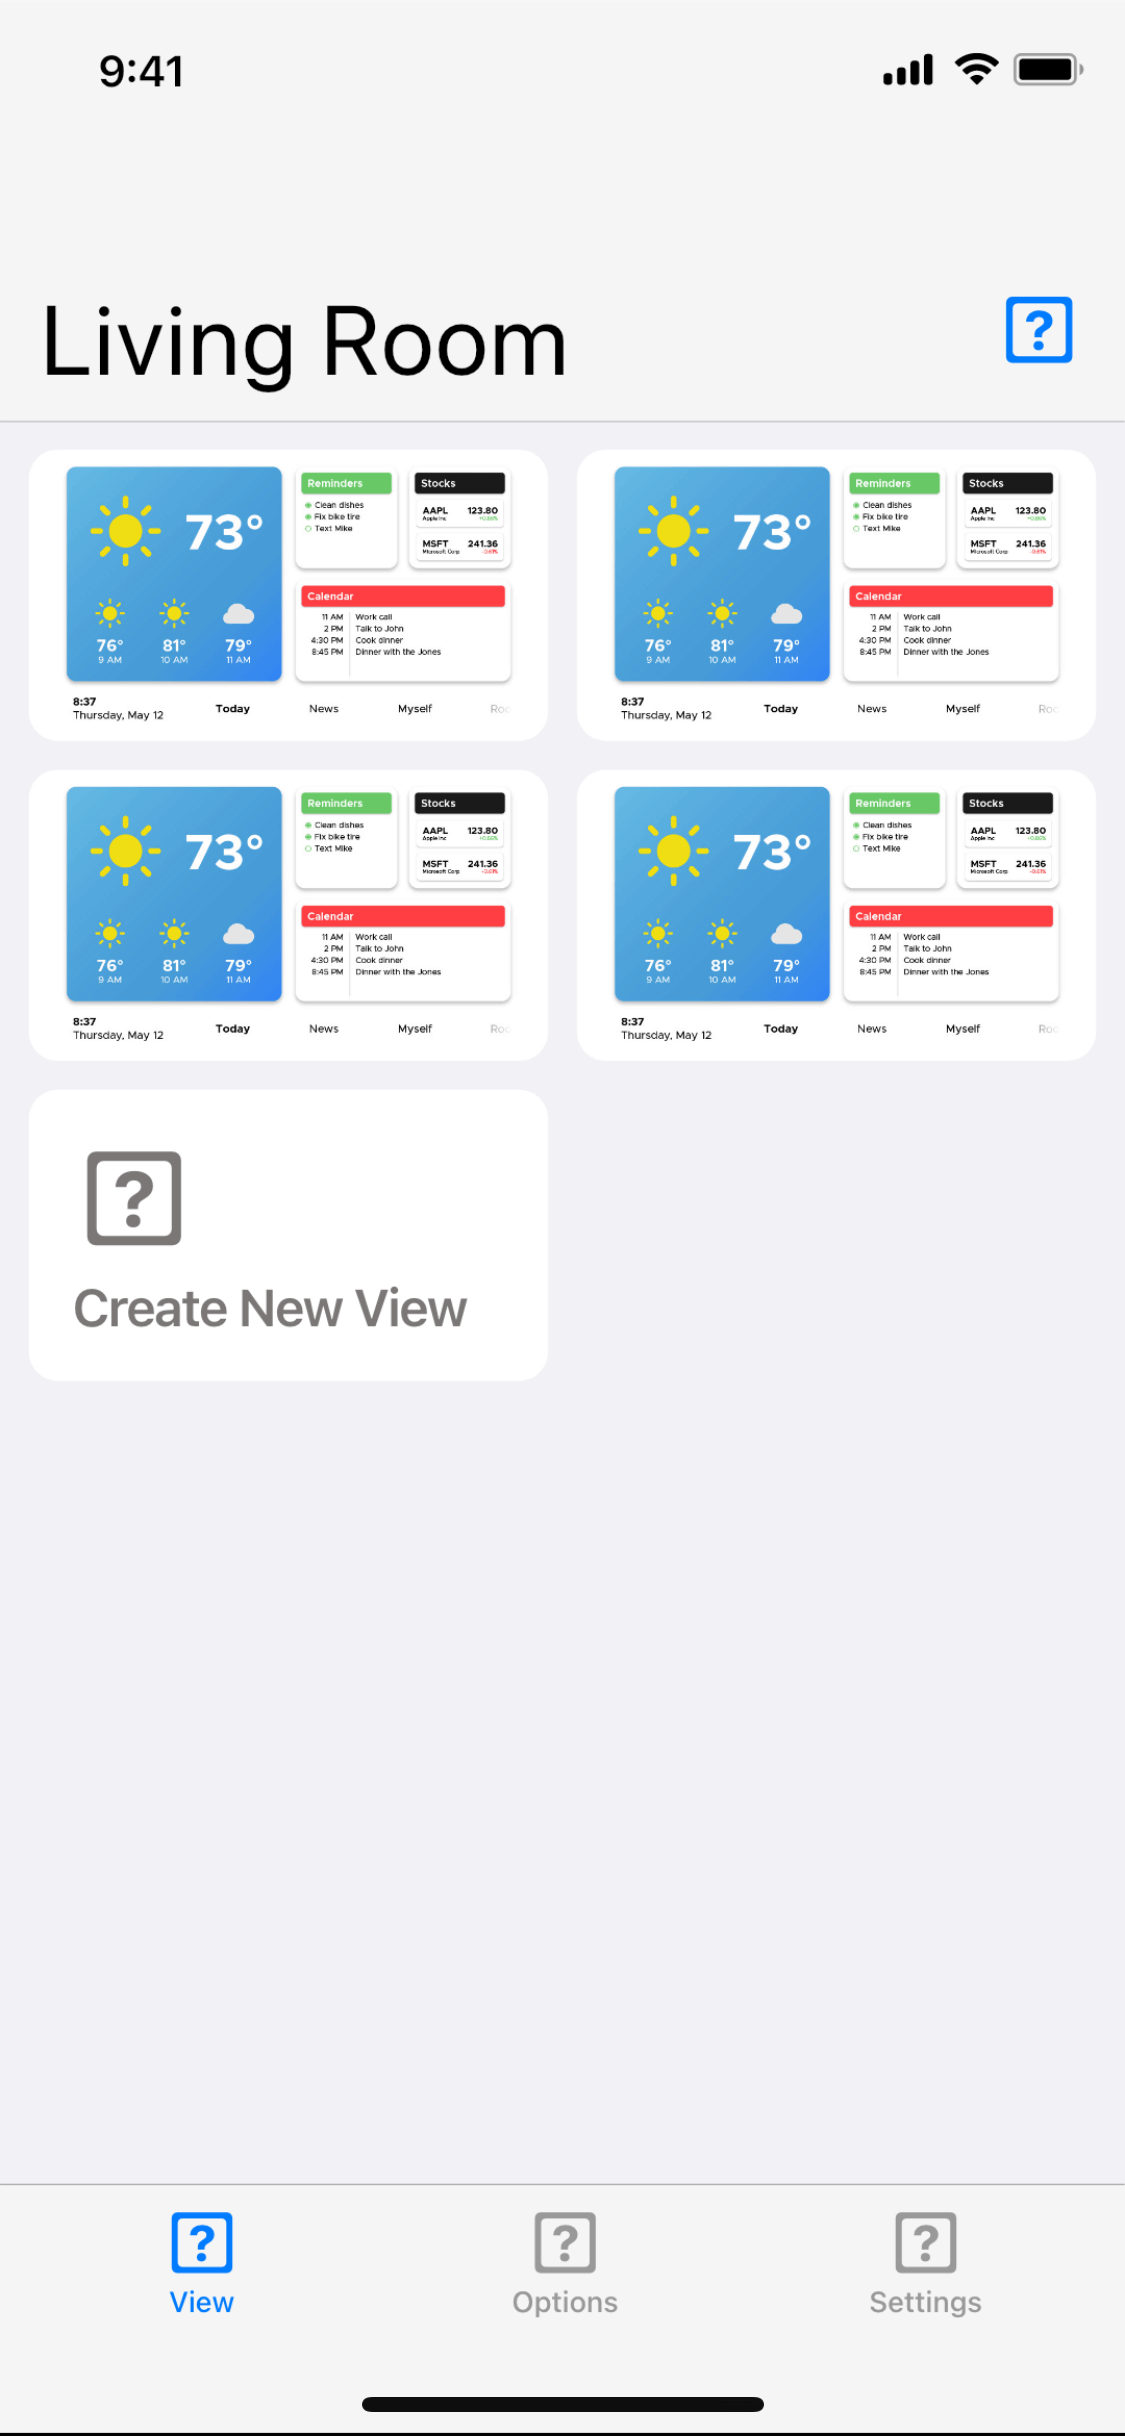 9:41
Living Room
73°
76° 81° 79°
9 AM 10 AM 11 AM
Reminders
Clean dishes
Fix bike tire
Text Mike
Stocks
AAPL 123.80
Apple Inc
MSFT 241.36
Microsoft Corp
Calendar
11 AM Work call
2 PM Talk to John
4:30 PM Cook dinner
8:45 PM Dinner with the Jones
8:37
Thursday, May 12
Today News Myself
73°
76° 81° 79°
9 AM 10 AM 11 AM
Reminders
Clean dishes
Fix bike tire
Text Mike
Stocks
AAPL 123.80
Apple Inc
MSFT 241.36
Microsoft Corp
Calendar
11 AM Work call
2 PM Talk to John
4:30 PM Cook dinner
8:45 PM Dinner with the Jones
8:37
Thursday, May 12
Today News Myself
73°
76° 81° 79°
9 AM 10 AM 11 AM
Reminders
Clean dishes
Fix bike tire
Text Mike
Stocks
AAPL 123.80
Apple Inc
MSFT 241.36
Microsoft Corp
Calendar
11 AM Work call
2 PM Talk to John
4:30 PM Cook dinner
8:45 PM Dinner with the Jones
8:37
Thursday, May 12
Today News Myself
73°
76° 81° 79°
9 AM 10 AM 11 AM
Reminders
Clean dishes
Fix bike tire
Text Mike
Stocks
AAPL 123.80
Apple Inc
MSFT 241.36
Microsoft Corp
Calendar
11 AM Work call
2 PM Talk to John
4:30 PM Cook dinner
8:45 PM Dinner with the Jones
8:37
Thursday, May 12
Today News Myself
Create New View
View Options Settings